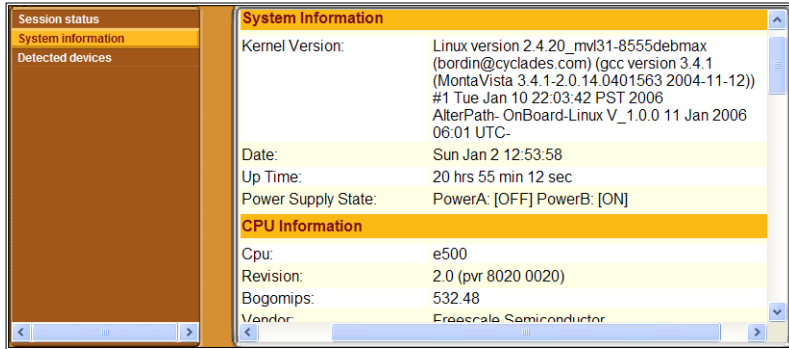 Session status
System information
Detected devices
System Information
Kernel Version: Linux version 2.4.20_mvl31-8555debmax
(bordin@cyclades.com) (gcc version 3.4.1
(MontaVista 3.4.1-2.0.14.0401563 2004-11-12))
#1 Tue Jan 10 22:03:42 PST 2006
AlterPath- OnBoard-Linux V_1.0.0 11 Jan 2006
06:01 UTC-
Date: Sun Jan 2 12:53:58
Up Time: 20 hrs 55 min 12 sec
Power Supply State: PowerA: [OFF] PowerB: [ON]
CPU Information
Cpu: e500
Revision: 2.0 (pvr 8020 0020)
Bogomips: 532.48
Vendor: Freescale Semiconductor